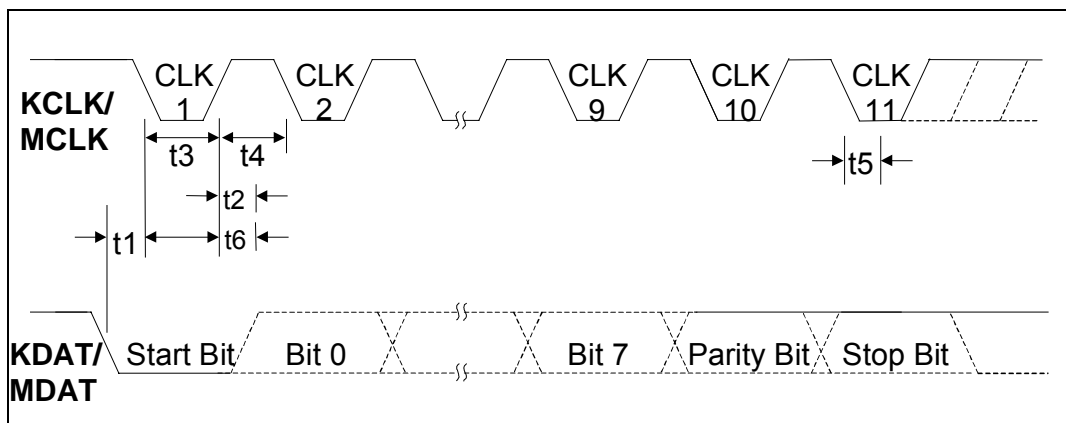 CLK 1
CLK 2
CLK 9
CLK 10
CLK 11
KCLK/
MCLK
t3
t4
t5
t2
t1
t6
KDAT/
MDAT
Start Bit
Bit 0
Bit 7
Parity Bit
Stop Bit